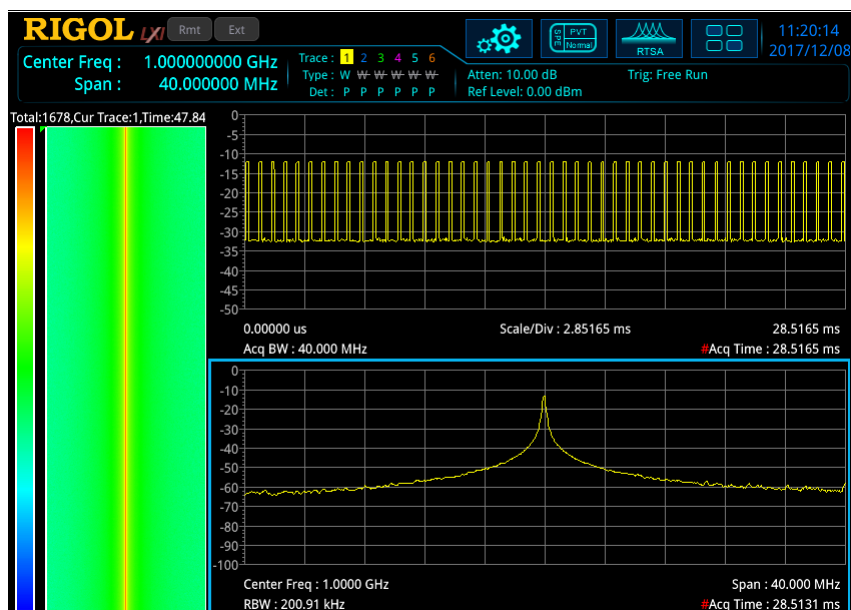 RIGOL LXI Rmt Ext
SPE PVT Normal
RTSA
11:20:14
2017/12/08
Center Freq : 1.000000000 GHz
Span : 40.000000 MHz
Trace : 1 2 3 4 5 6
Type : W W W W W W
Det : P P P P P P
Atten: 10.00 dB
Trig: Free Run
Ref Level: 0.00 dBm
Total:1678,Cur Trace:1,Time:47.84
0
-5
-10
-15
-20
-25
-30
-35
-40
-45
-50
0.00000 us Scale/Div : 2.85165 ms 28.5165 ms
Acq BW : 40.000 MHz #Acq Time : 28.5165 ms
0
-10
-20
-30
-40
-50
-60
-70
-80
-90
-100
Center Freq : 1.0000 GHz Span : 40.000 MHz
RBW : 200.91 kHz #Acq Time : 28.5131 ms